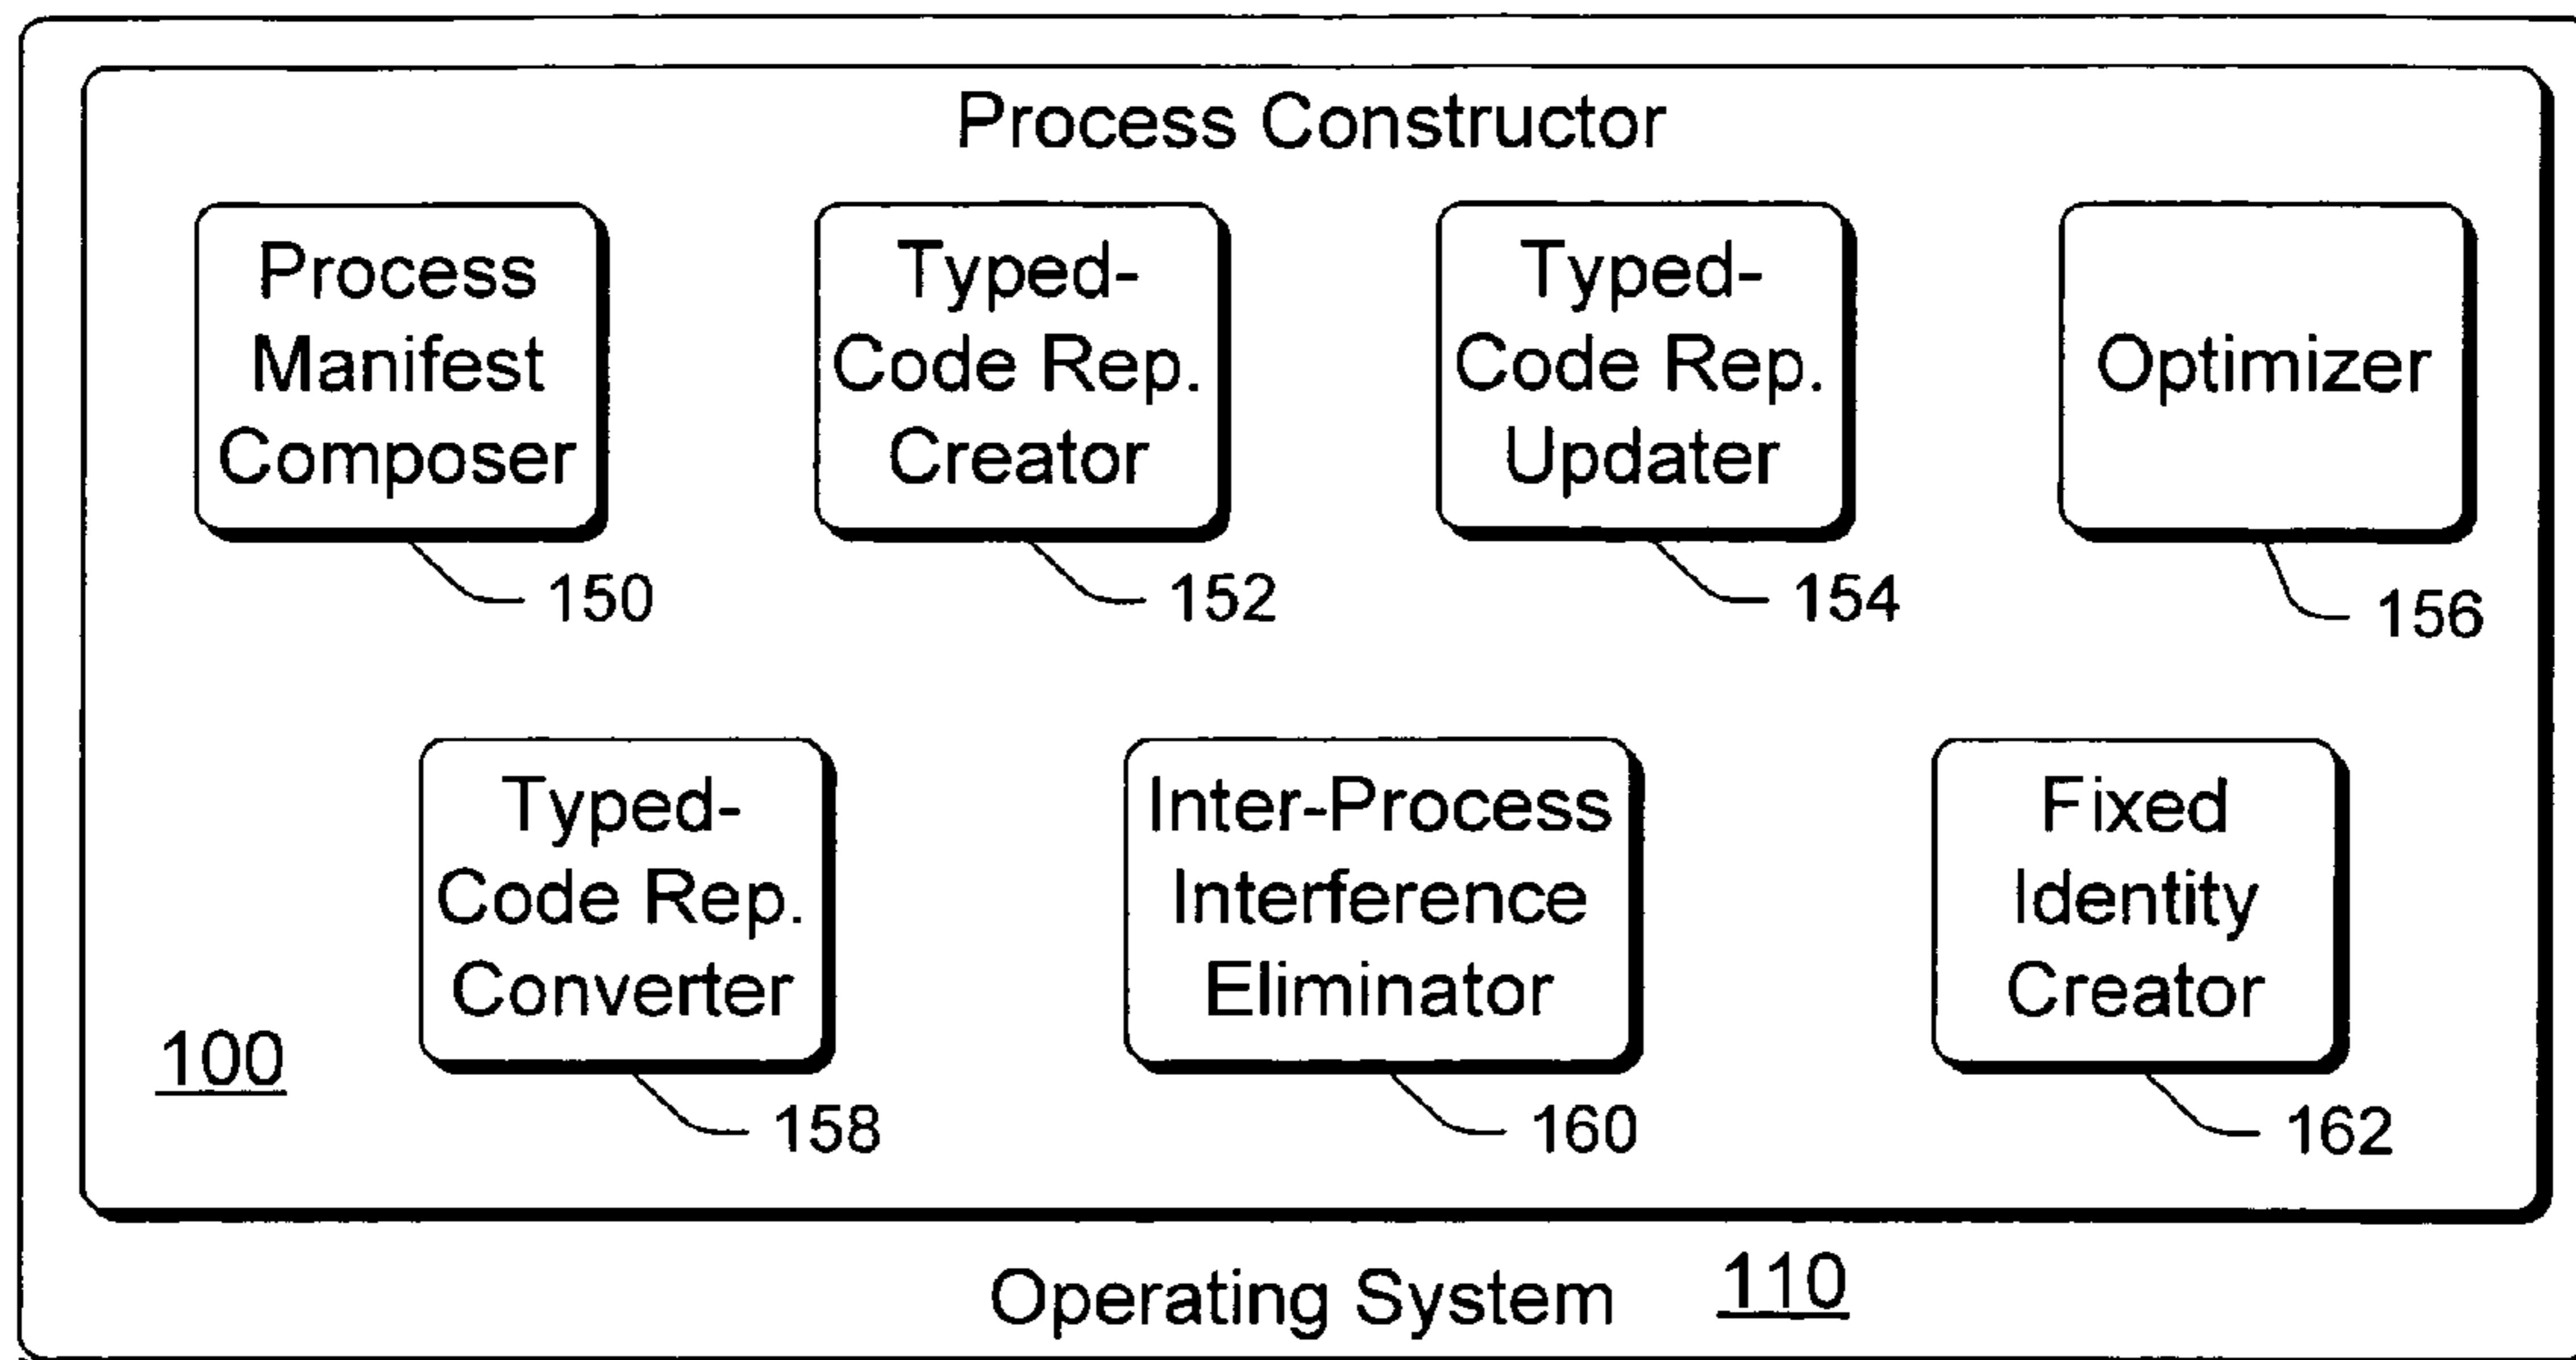 Process Constructor
Process
Manifest
Composer
150
Typed-
Code Rep.
Creator
152
Typed-
Code Rep.
Updater
154
Optimizer
156
Typed-
Code Rep.
Converter
158
Inter-Process
Interference
Eliminator
160
Fixed
Identity
Creator
162
100
Operating System 110